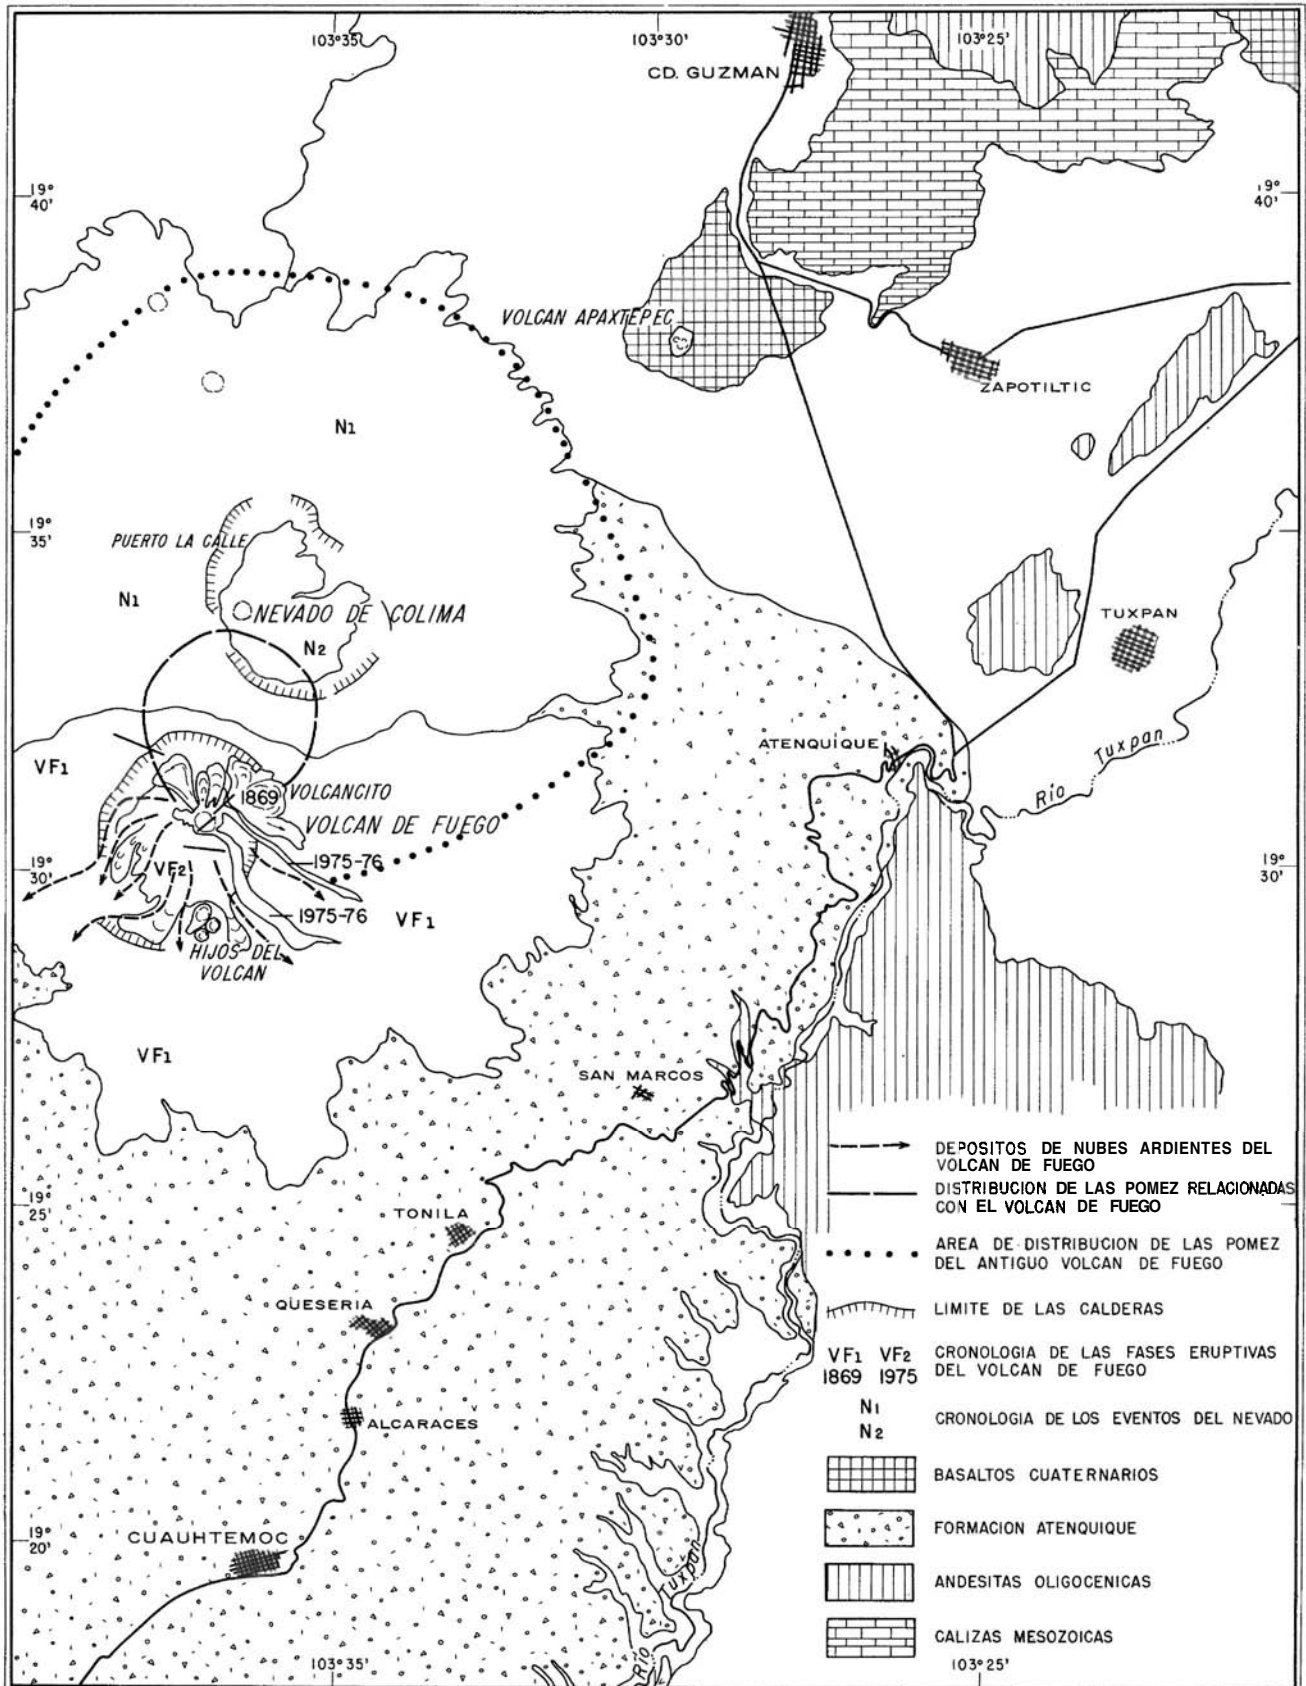 103°35'
103°30'
103°25'
CD. GUZMAN
19°
40'
19°
40'
VOLCAN APAXTEPEC
ZAPOTILTIC
N1
19°
35'
PUERTO LA CALLE
N1
NEVADO DE COLIMA
N2
TUXPAN
ATENQUIQUE
Río Tuxpan
VF1
1869
VOLCANCITO
VOLCAN DE FUEGO
1975-76
19°
30'
19°
30'
VF2
1975-76
VF1
HIJOS DEL
VOLCAN
VF1
SAN MARCOS
19°
25'
TONILA
QUESERIA
ALCARACES
19°
20'
CUAUHTEMOC
Río Tuxpan
DEPOSITOS DE NUBES ARDIENTES DEL
VOLCAN DE FUEGO
DISTRIBUCION DE LAS POMEZ RELACIONADAS
CON EL VOLCAN DE FUEGO
AREA DE DISTRIBUCION DE LAS POMEZ
DEL ANTIGUO VOLCAN DE FUEGO
LIMITE DE LAS CALDERAS
VF1 VF2 CRONOLOGIA DE LAS FASES ERUPTIVAS
1869 1975 DEL VOLCAN DE FUEGO
N1
N2
CRONOLOGIA DE LOS EVENTOS DEL NEVADO
BASALTOS CUATERNARIOS
FORMACION ATENQUIQUE
ANDESITAS OLIGOCENICAS
CALIZAS MESOZOICAS
103°35'
103°25'